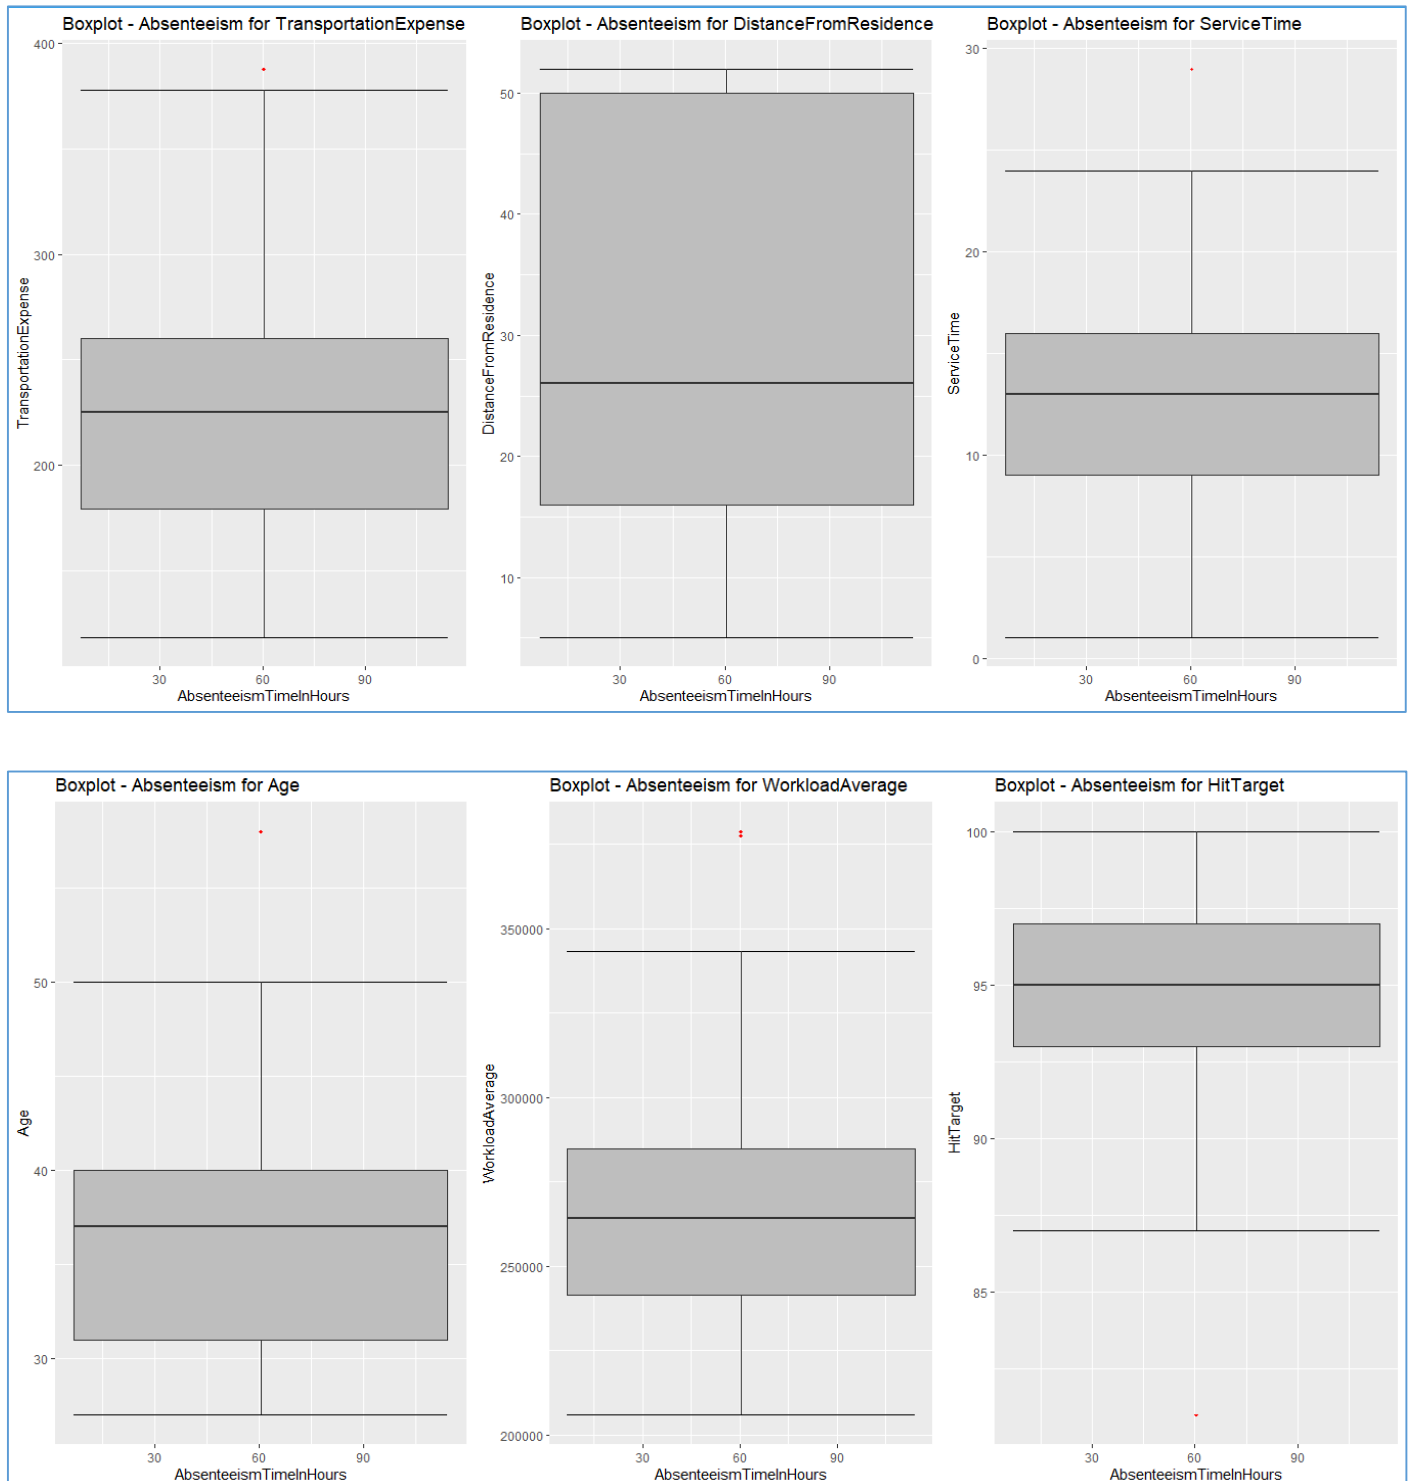 Boxplot - Absenteeism for TransportationExpense
400
300
200
TransportationExpense
30 60 90
AbsenteeismTimeInHours
Boxplot - Absenteeism for DistanceFromResidence
50
40
30
20
10
DistanceFromResidence
30 60 90
AbsenteeismTimeInHours
Boxplot - Absenteeism for ServiceTime
30
20
10
0
ServiceTime
30 60 90
AbsenteeismTimeInHours
Boxplot - Absenteeism for Age
50
40
30
Age
30 60 90
AbsenteeismTimeInHours
Boxplot - Absenteeism for WorkloadAverage
350000
300000
250000
200000
WorkloadAverage
30 60 90
AbsenteeismTimeInHours
Boxplot - Absenteeism for HitTarget
100
95
90
85
HitTarget
30 60 90
AbsenteeismTimeInHours